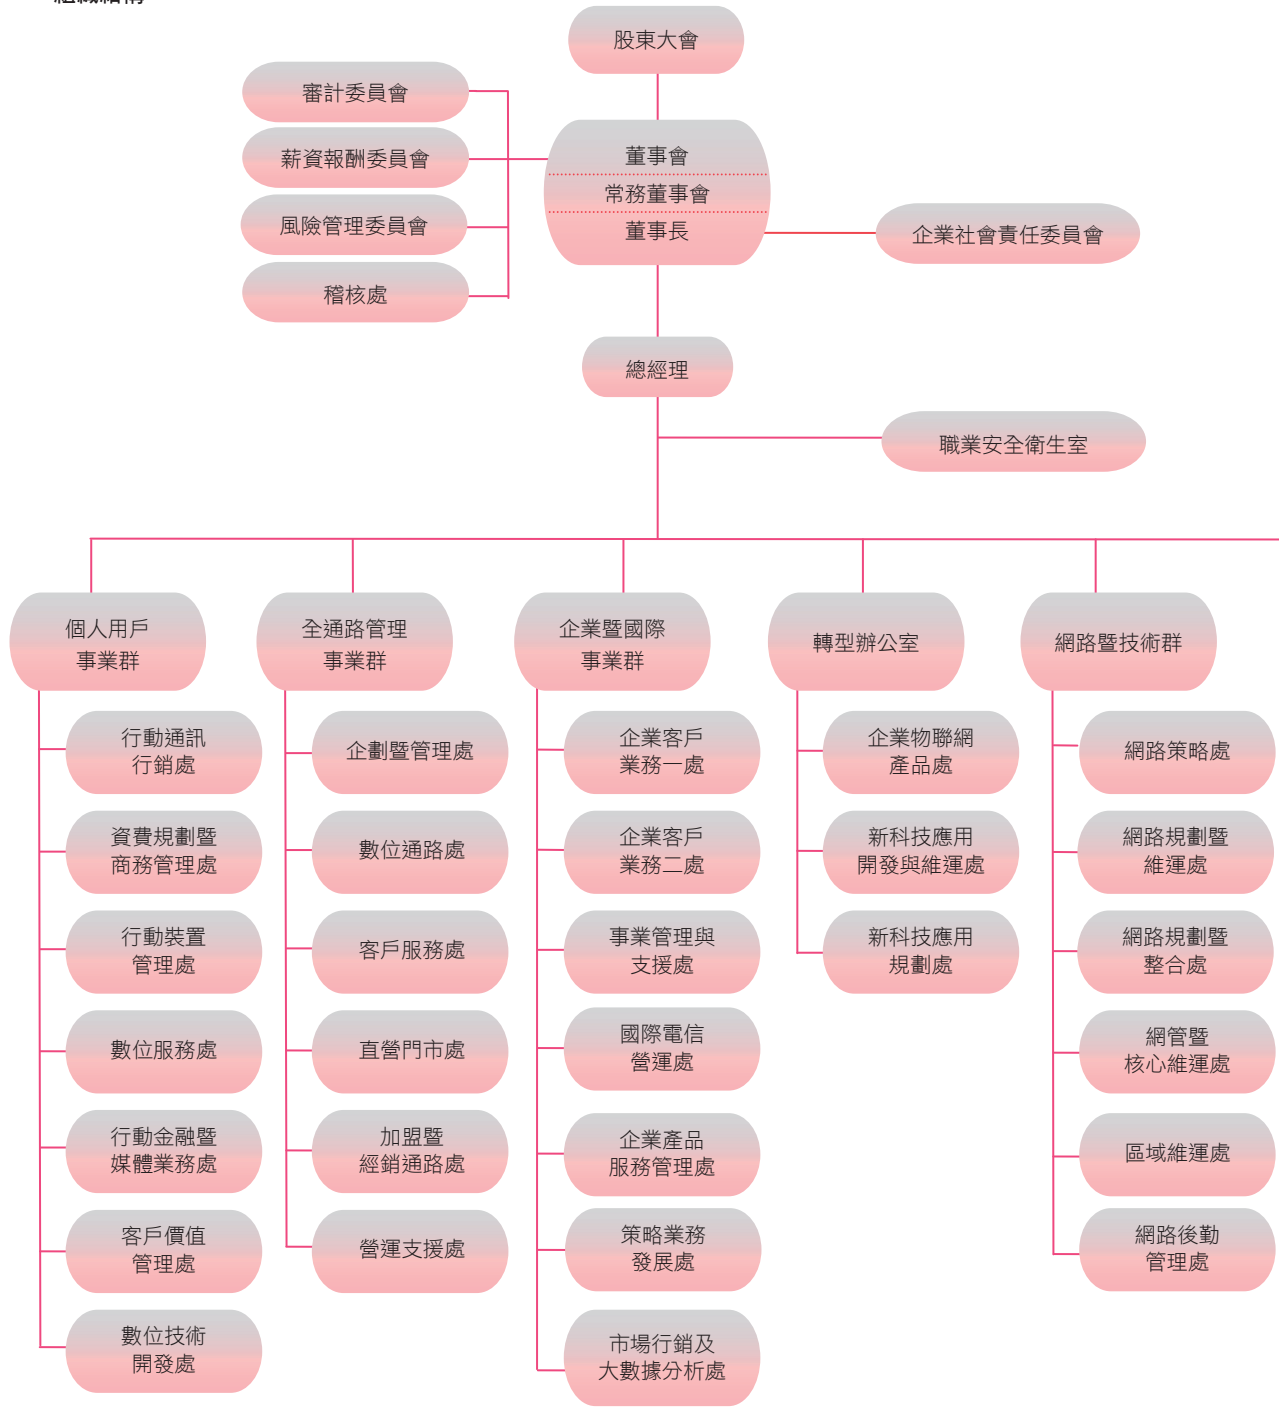 組織結構
股東大會
審計委員會
薪資報酬委員會
風險管理委員會
稽核處
董事會
常務董事會
董事長
企業社會責任委員會
總經理
職業安全衛生室
個人用戶
事業群
行動通訊
行銷處
資費規劃暨
商務管理處
行動裝置
管理處
數位服務處
行動金融暨
媒體業務處
客戶價值
管理處
數位技術
開發處
全通路管理
事業群
企劃暨管理處
數位通路處
客戶服務處
直營門市處
加盟暨
經銷通路處
營運支援處
企業暨國際
事業群
企業客戶
業務一處
企業客戶
業務二處
事業管理與
支援處
國際電信
營運處
企業產品
服務管理處
策略業務
發展處
市場行銷及
大數據分析處
轉型辦公室
企業物聯網
產品處
新科技應用
開發與維運處
新科技應用
規劃處
網路暨技術群
網路策略處
網路規劃暨
維運處
網路規劃暨
整合處
網管暨
核心維運處
區域維運處
網路後勤
管理處